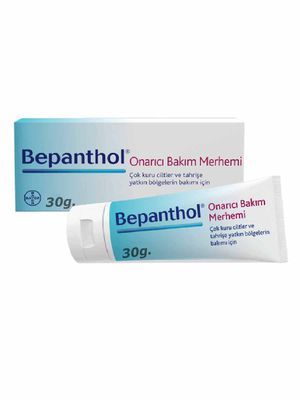 Bepanthol® Onarıcı Bakım Merhemi
Çok kuru ciltler ve tahrişe
yatkın bölgelerin
bakımı için
BAYER
30g.
Bepanthol® Onarıcı Bakım
Merhemi
Çok kuru ciltler ve
tahrişe yatkın bölgelerin
bakımı için
30g.